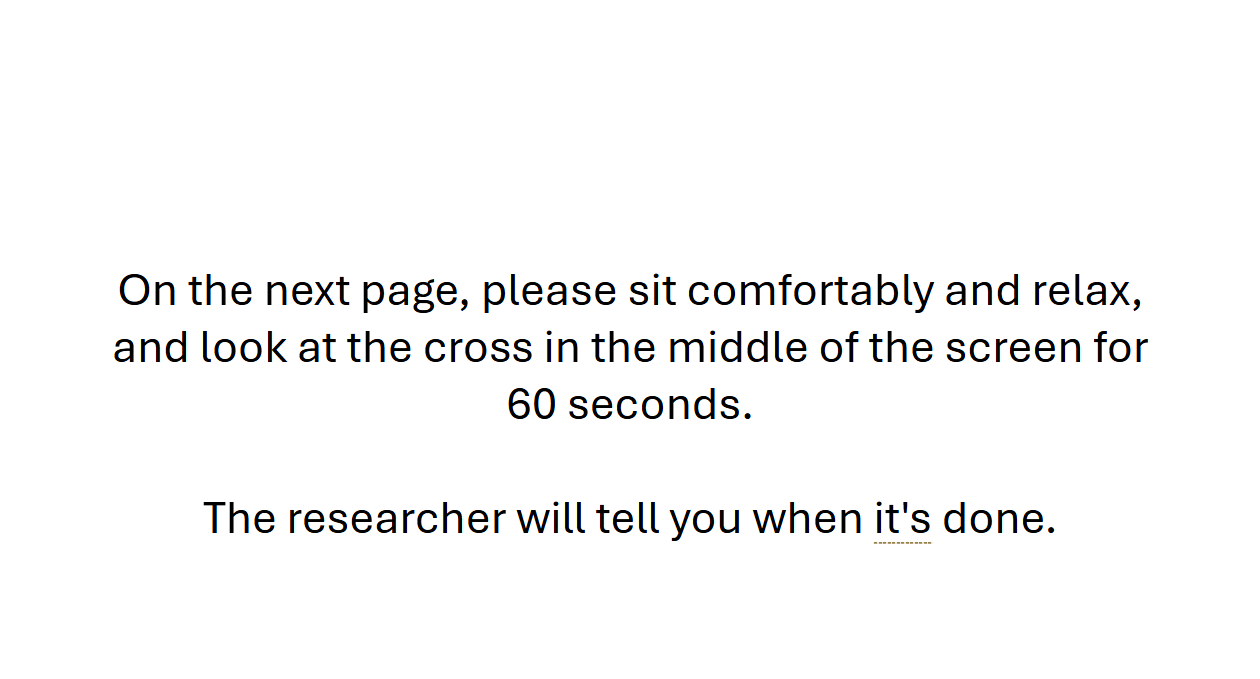 On the next page, please sit comfortably and relax,
and look at the cross in the middle of the screen for
60 seconds.
The researcher will tell you when it's done.